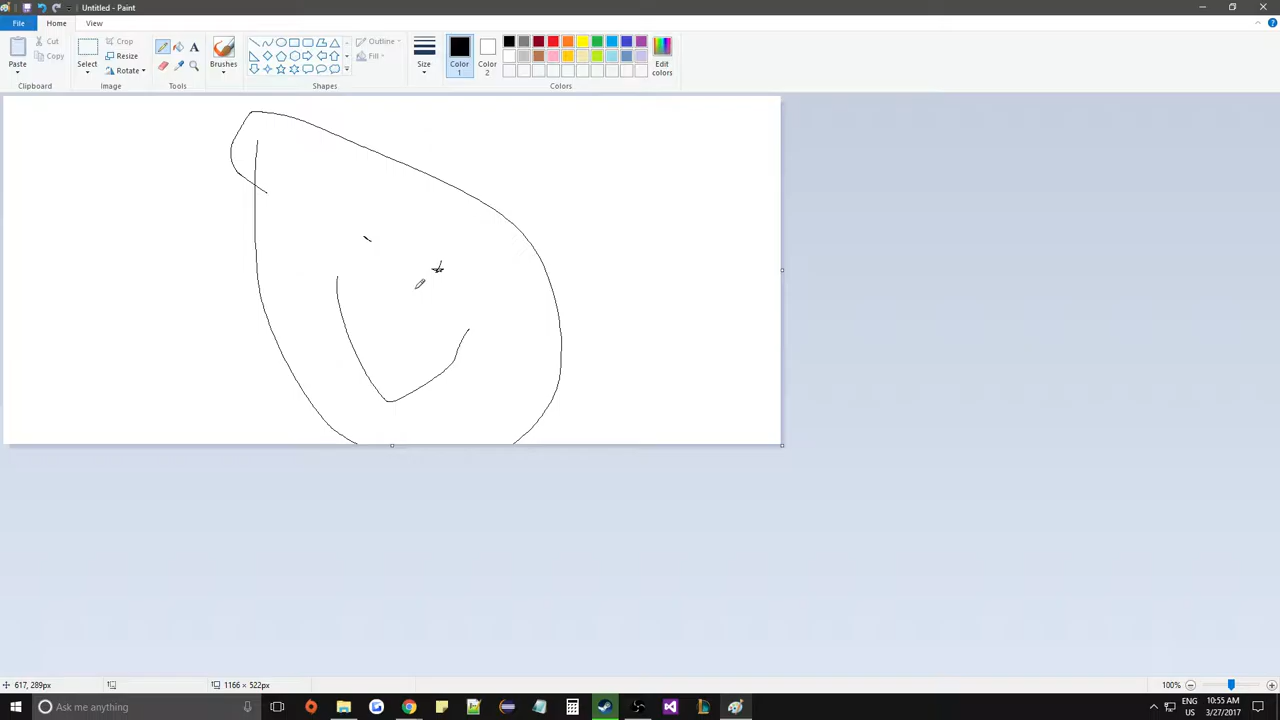 Untitled - Paint
File
Home
View
Paste
Cut
Copy
Clipboard
Select
Crop
Resize
Rotate
Image
A
Tools
Brushes
Outline
Fill
Shapes
Size
Color
1
Color
2
Edit
colors
Colors
617, 289px
1166 × 522px
100%
Ask me anything
ENG
US
10:55 AM
3/27/2017